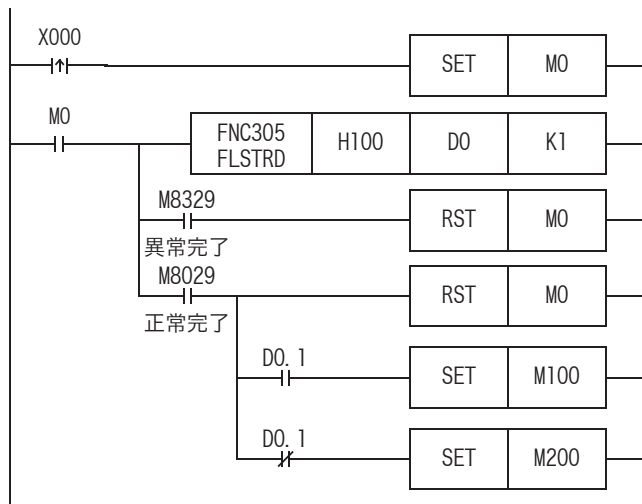 X000
SET M0
M0
FNC305
FLSTRD H100 D0 K1
M8329
RST M0
異常完了
M8029
RST M0
正常完了
D0. 1
SET M100
D0. 1
SET M200